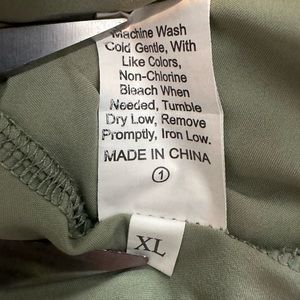 Machine Wash
Cold Gentle, With
Like Colors,
Non-Chlorine
Bleach When
Needed, Tumble
Dry Low, Remove
Promptly, Iron Low.
MADE IN CHINA
①
XL